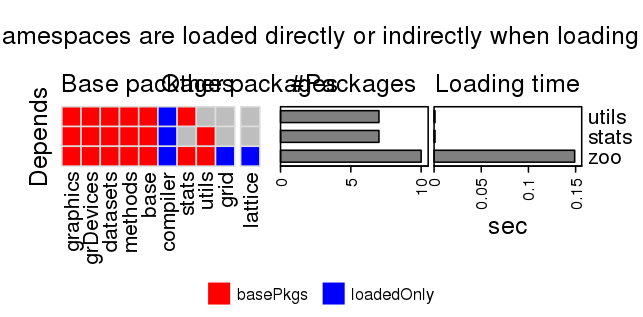 amespaces are loaded directly or indirectly when loading
Base packages
Other packages
#Packages
Loading time
Depends
utils
stats
zoo
graphics
grDevices
datasets
methods
base
compiler
stats
utils
grid
lattice
0
5
10
0
0.05
0.1
0.15
sec
basePkgs
loadedOnly